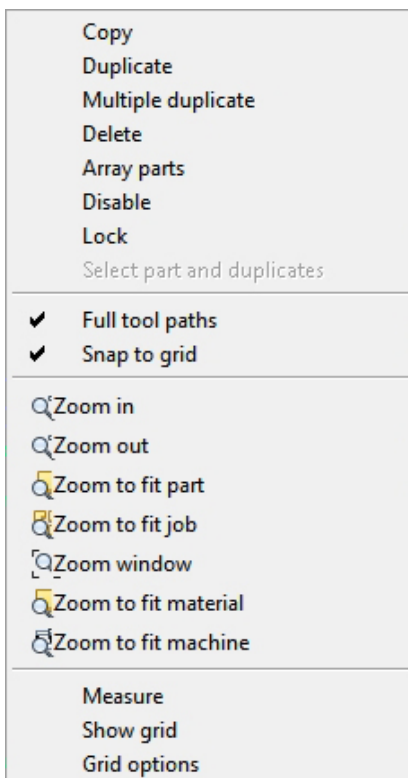 Copy
Duplicate
Multiple duplicate
Delete
Array parts
Disable
Lock
Select part and duplicates
Full tool paths
Snap to grid
Zoom in
Zoom out
Zoom to fit part
Zoom to fit job
Zoom window
Zoom to fit material
Zoom to fit machine
Measure
Show grid
Grid options